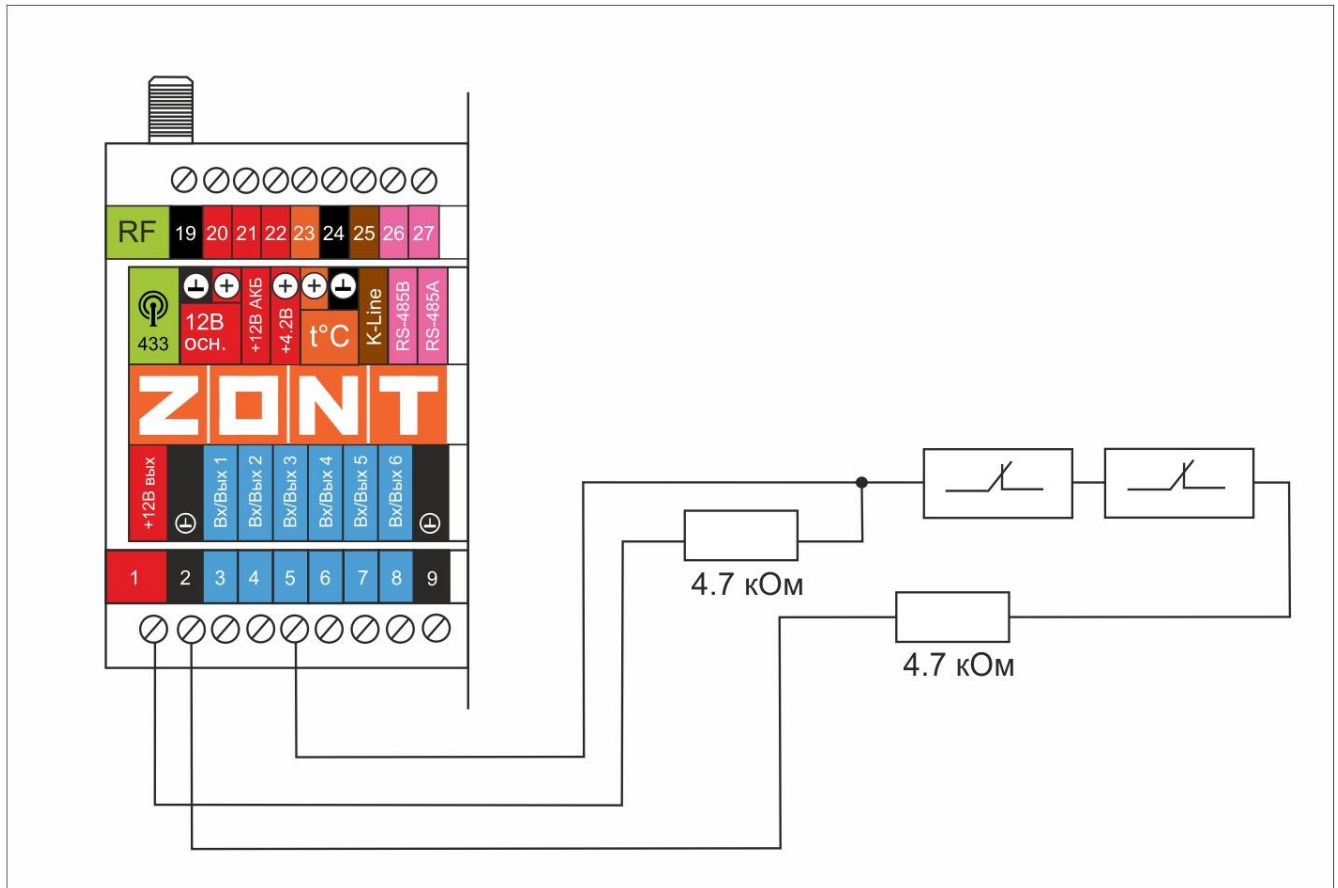 RF 19 20 21 22 23 24 25 26 27
433
12В
осн.
+12В АКБ
+4.2В
t°C
K-Line
RS-485B
RS-485A
ZONT
+12В вых
Вх/Вых 1
Вх/Вых 2
Вх/Вых 3
Вх/Вых 4
Вх/Вых 5
Вх/Вых 6
1 2 3 4 5 6 7 8 9
4.7 кОм
4.7 кОм